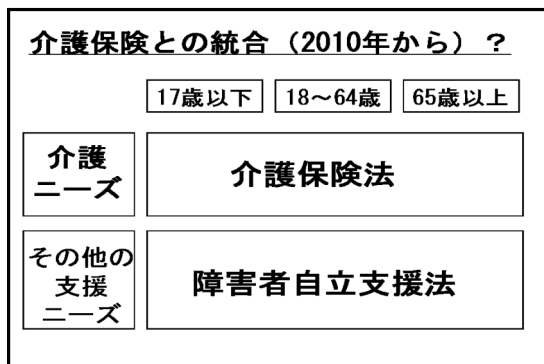 介護保険との統合（2010年から）？
17歳以下 18～64歳 65歳以上
介護
ニーズ
介護保険法
その他の
支援
ニーズ
障害者自立支援法